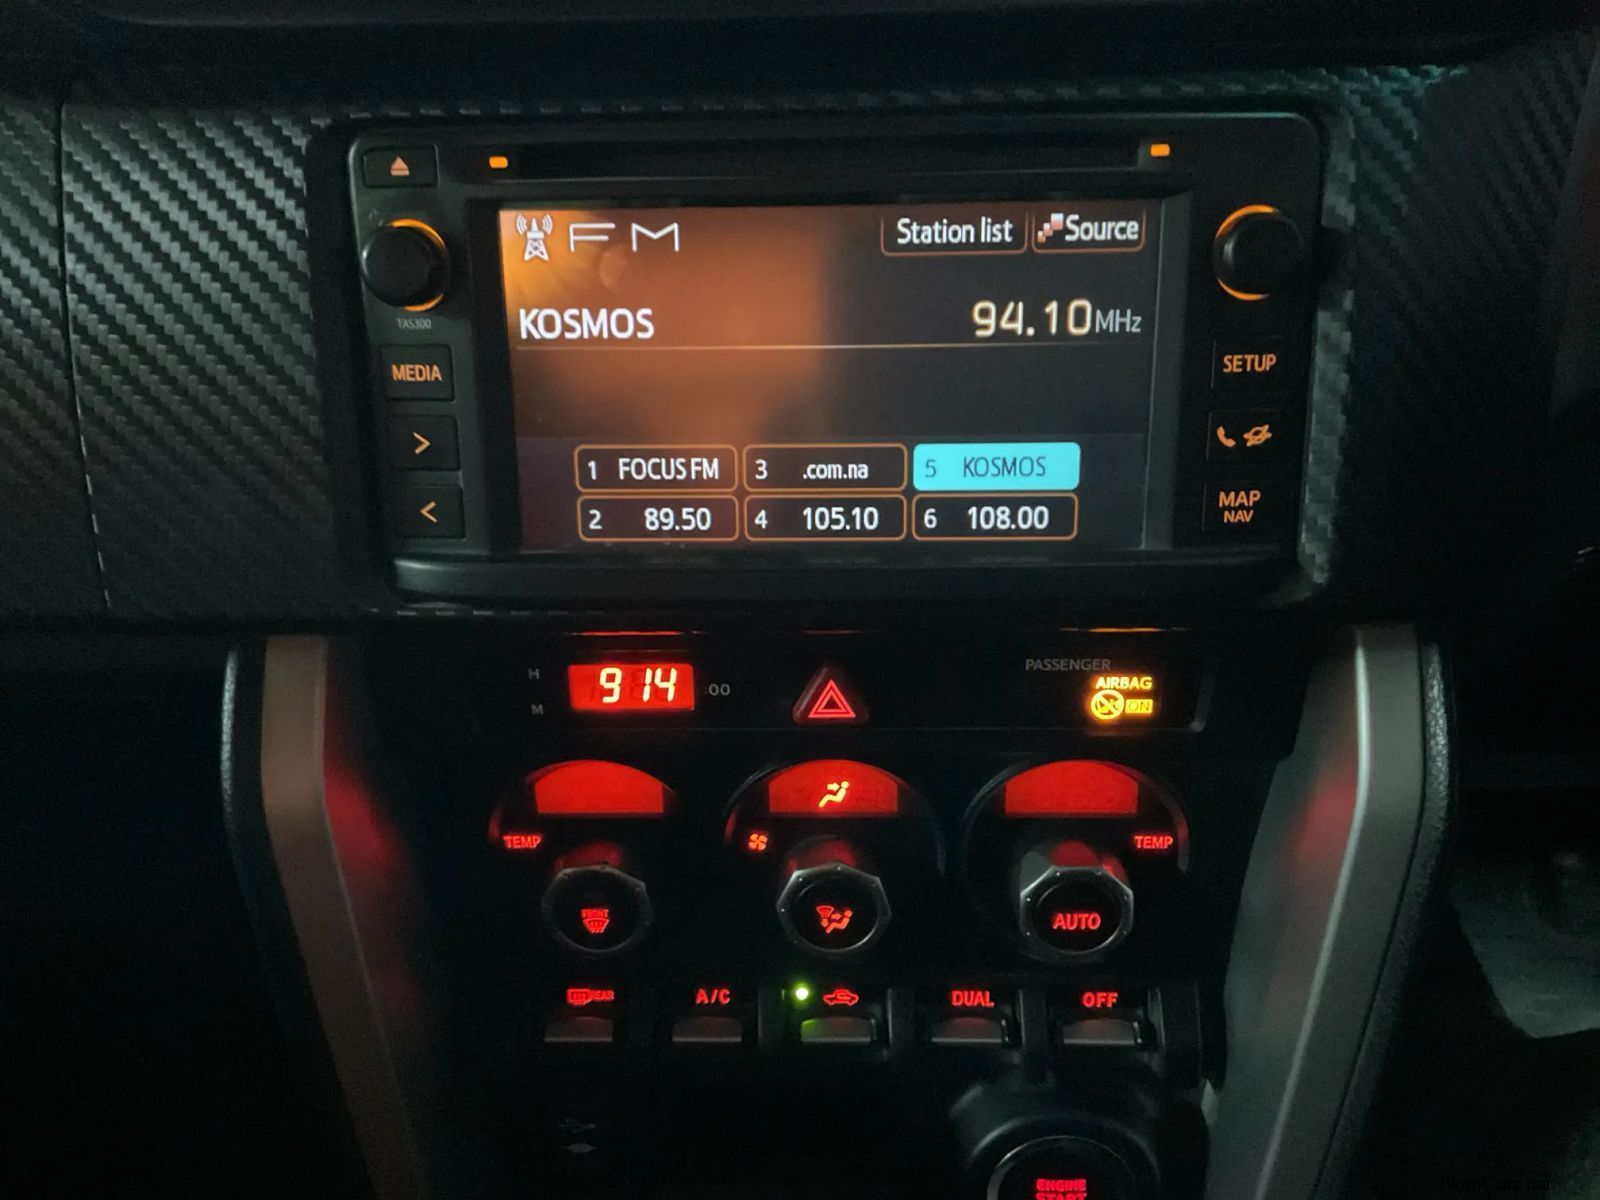 FM
Station list
Source
KOSMOS
94.10MHz
1 FOCUS FM
3 .com.na
5 KOSMOS
2 89.50
4 105.10
6 108.00
TAS300
MEDIA
>
<
SETUP
MAP
NAV
H
M
9 14
:00
PASSENGER
AIRBAG
ON
TEMP
TEMP
FRONT
AUTO
REAR
A/C
DUAL
OFF
ENGINE
START